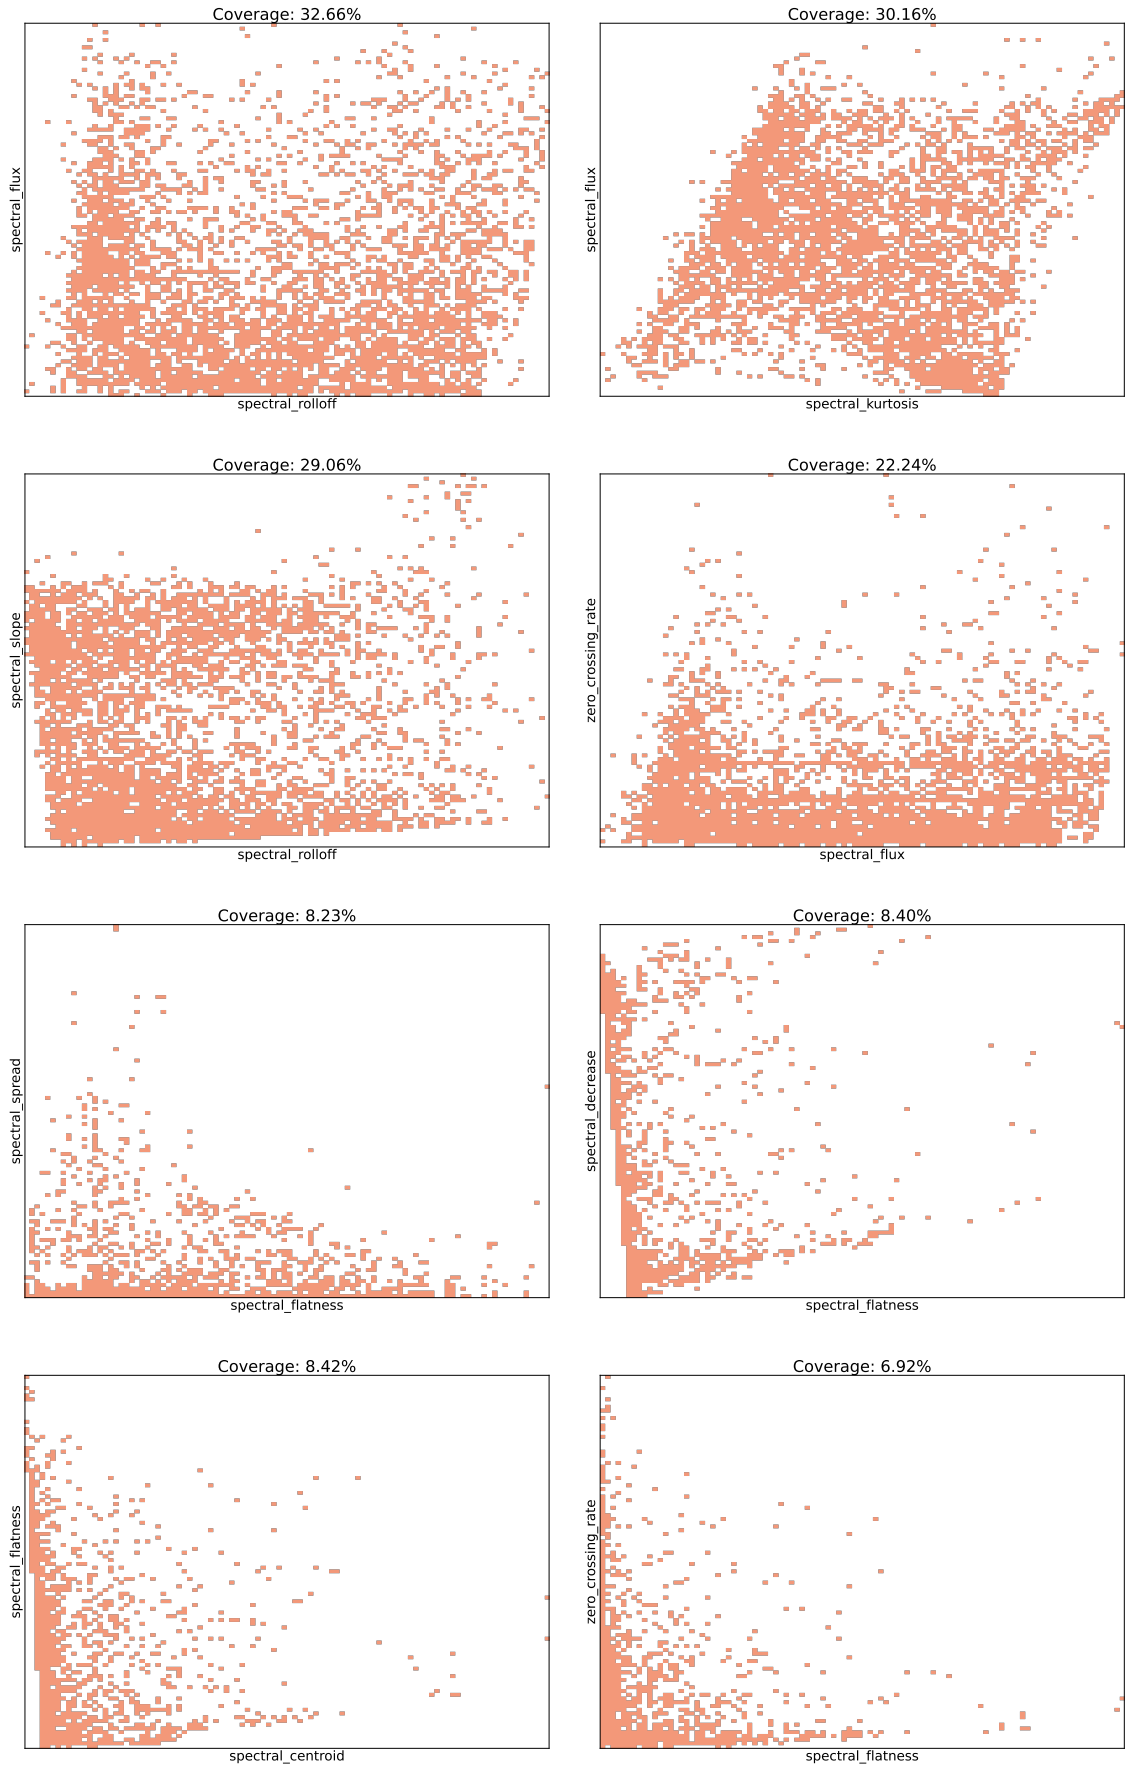 Coverage: 32.66%
spectral_flux
spectral_rolloff
Coverage: 30.16%
spectral_flux
spectral_kurtosis
Coverage: 29.06%
spectral_slope
spectral_rolloff
Coverage: 22.24%
zero_crossing_rate
spectral_flux
Coverage: 8.23%
spectral_spread
spectral_flatness
Coverage: 8.40%
spectral_decrease
spectral_flatness
Coverage: 8.42%
spectral_flatness
spectral_centroid
Coverage: 6.92%
zero_crossing_rate
spectral_flatness